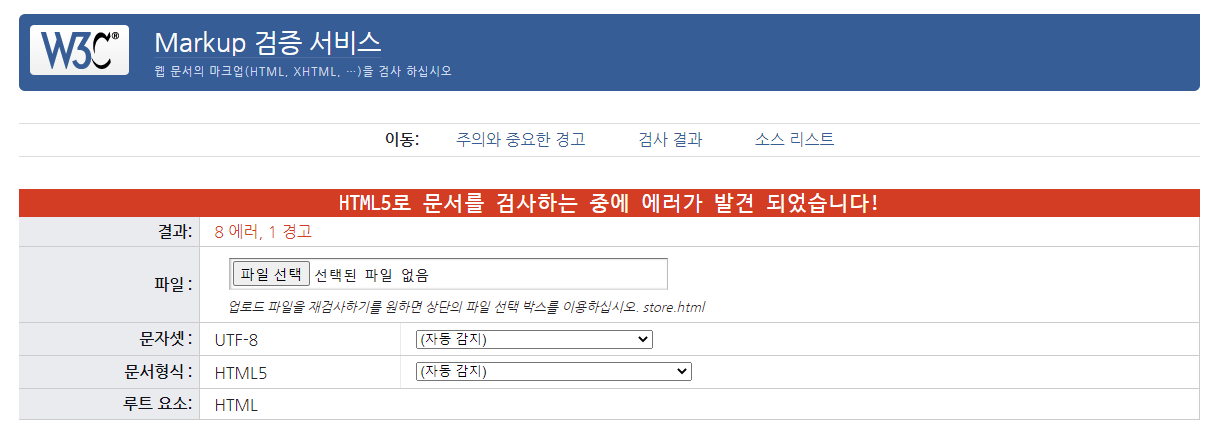 W3C® Markup 검증 서비스
웹 문서의 마크업(HTML, XHTML, …)을 검사 하십시오
이동: 주의와 중요한 경고 검사 결과 소스 리스트
HTML5로 문서를 검사하는 중에 에러가 발견 되었습니다!
결과: 8 에러, 1 경고
파일 : 파일 선택 선택된 파일 없음
업로드 파일을 재검사하기를 원하면 상단의 파일 선택 박스를 이용하십시오. store.html
문자셋 : UTF-8 (자동 감지)
문서형식 : HTML5 (자동 감지)
루트 요소: HTML